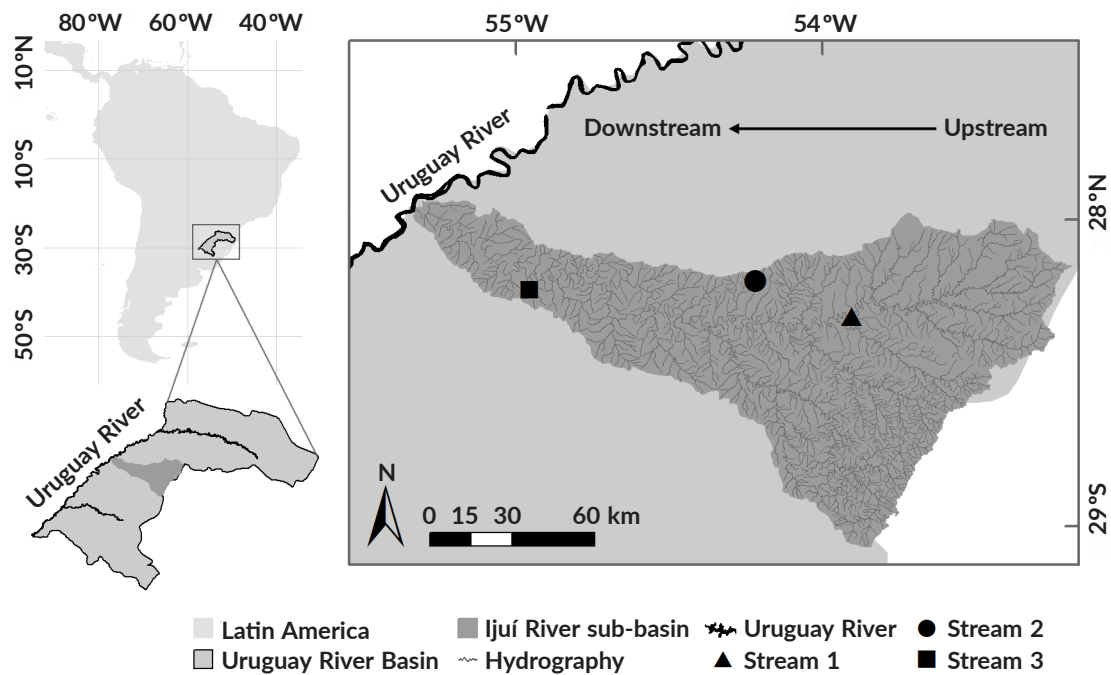 80°W 60°W 40°W
10°N
10°S
30°S
50°S
Uruguay River
55°W 54°W
Uruguay River
Downstream Upstream
28°N
29°S
N
0 15 30 60 km
Latin America
Uruguay River Basin
Ijuí River sub-basin
Hydrography
Uruguay River
Stream 1
Stream 2
Stream 3